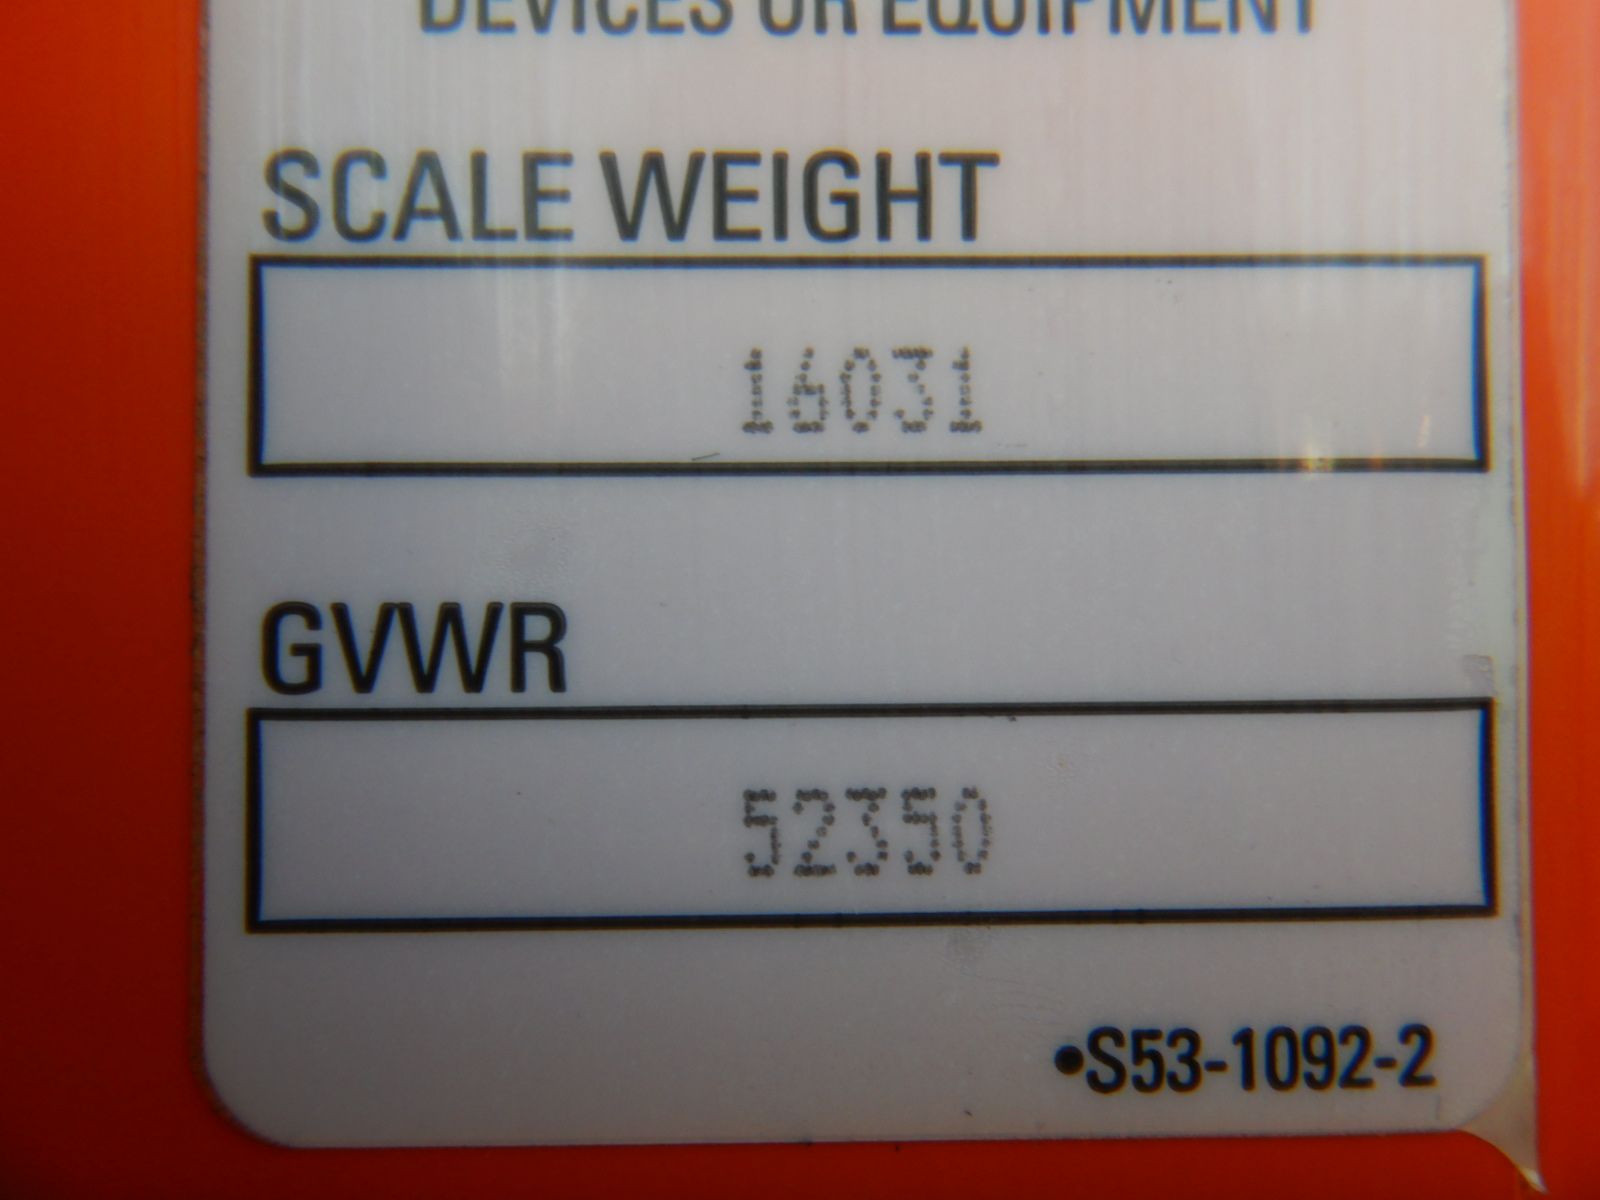 DEVICES OR EQUIPMENT
SCALE WEIGHT
16031
GVWR
52350
•S53-1092-2